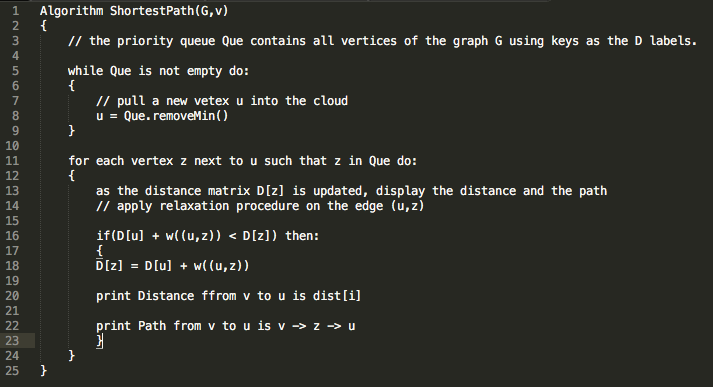 1 Algorithm ShortestPath(G,v)
2 {
3 // the priority queue Que contains all vertices of the graph G using keys as the D labels.
4
5 while Que is not empty do:
6 {
7 // pull a new vetex u into the cloud
8 u = Que.removeMin()
9 }
10
11 for each vertex z next to u such that z in Que do:
12 {
13 as the distance matrix D[z] is updated, display the distance and the path
14 // apply relaxation procedure on the edge (u,z)
15
16 if(D[u] + w((u,z)) < D[z]) then:
17 {
18 D[z] = D[u] + w((u,z))
19
20 print Distance ffrom v to u is dist[i]
21
22 print Path from v to u is v -> z -> u
23 }
24 }
25 }